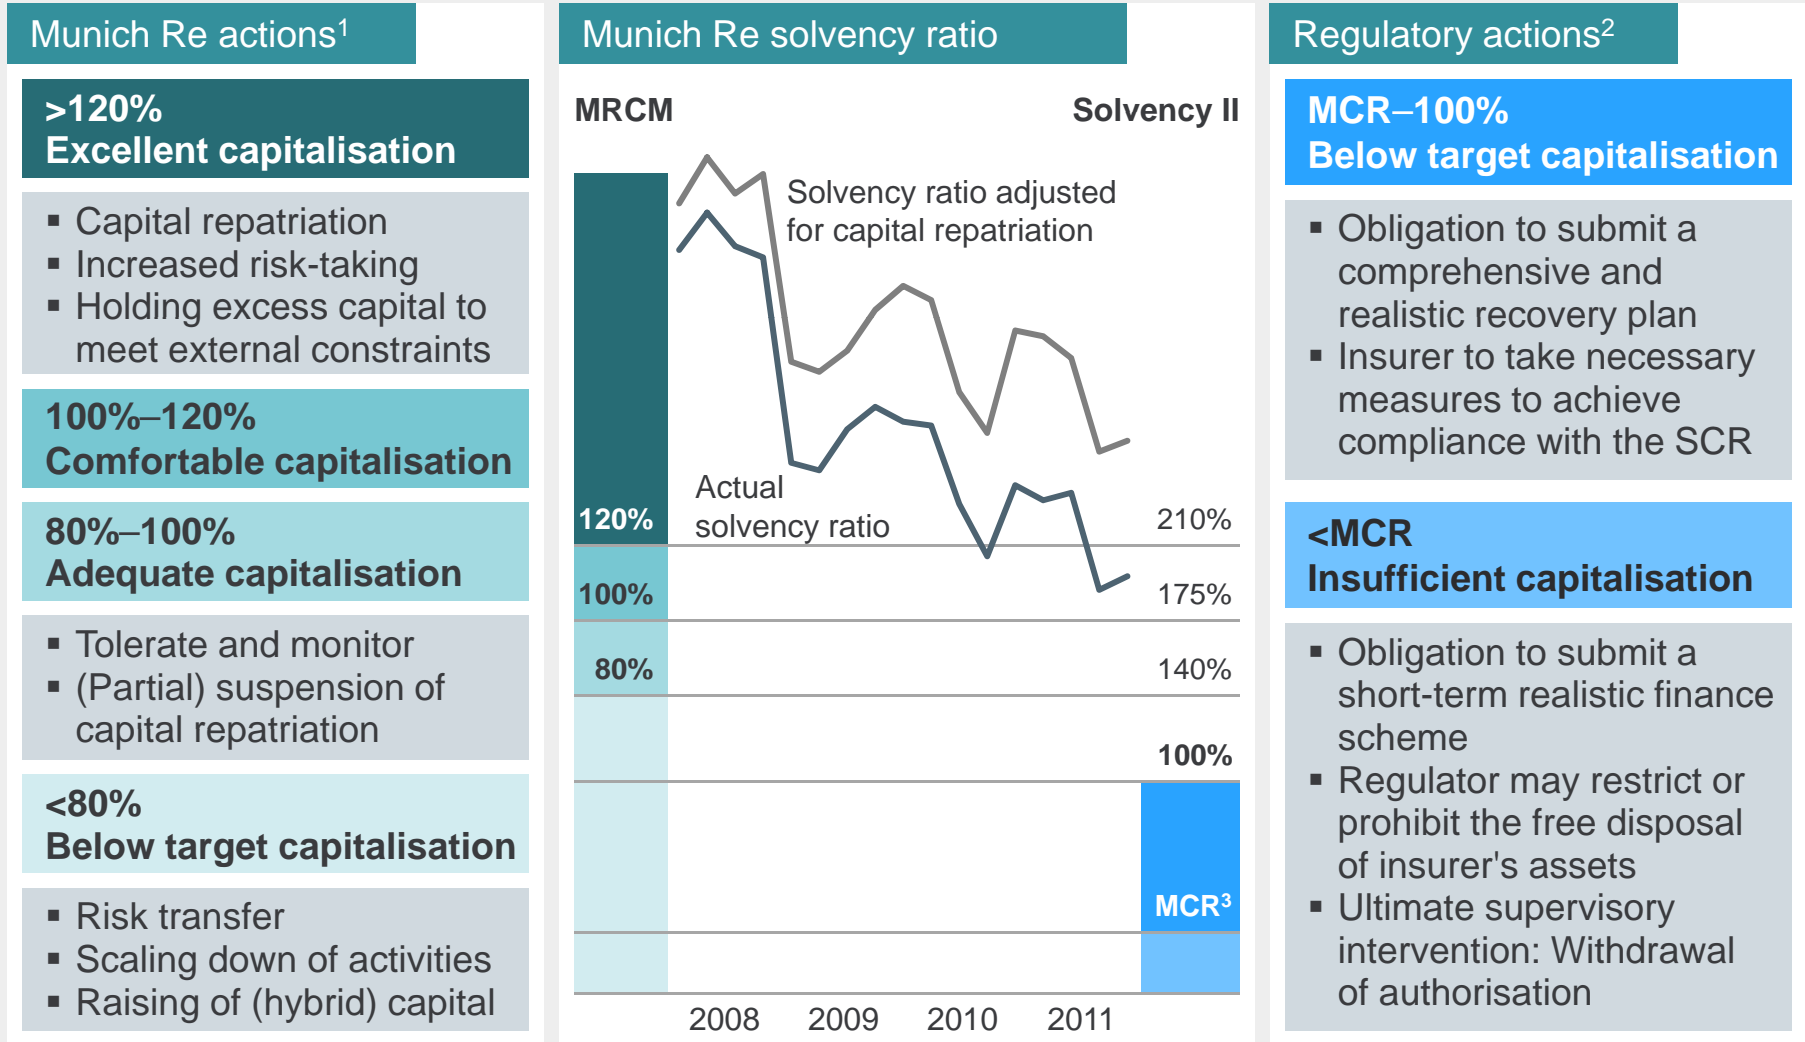 Munich Re actions1
>120%
Excellent capitalisation
▪ Capital repatriation
▪ Increased risk-taking
▪ Holding excess capital to
meet external constraints
100%–120%
Comfortable capitalisation
80%–100%
Adequate capitalisation
▪ Tolerate and monitor
▪ (Partial) suspension of
capital repatriation
<80%
Below target capitalisation
▪ Risk transfer
▪ Scaling down of activities
▪ Raising of (hybrid) capital
Munich Re solvency ratio
MRCM Solvency II
Solvency ratio adjusted
for capital repatriation
Actual
solvency ratio
120% 210%
100% 175%
80% 140%
100%
MCR3
2008 2009 2010 2011
Regulatory actions2
MCR–100%
Below target capitalisation
▪ Obligation to submit a
comprehensive and
realistic recovery plan
▪ Insurer to take necessary
measures to achieve
compliance with the SCR
<MCR
Insufficient capitalisation
▪ Obligation to submit a
short-term realistic finance
scheme
▪ Regulator may restrict or
prohibit the free disposal
of insurer's assets
▪ Ultimate supervisory
intervention: Withdrawal
of authorisation